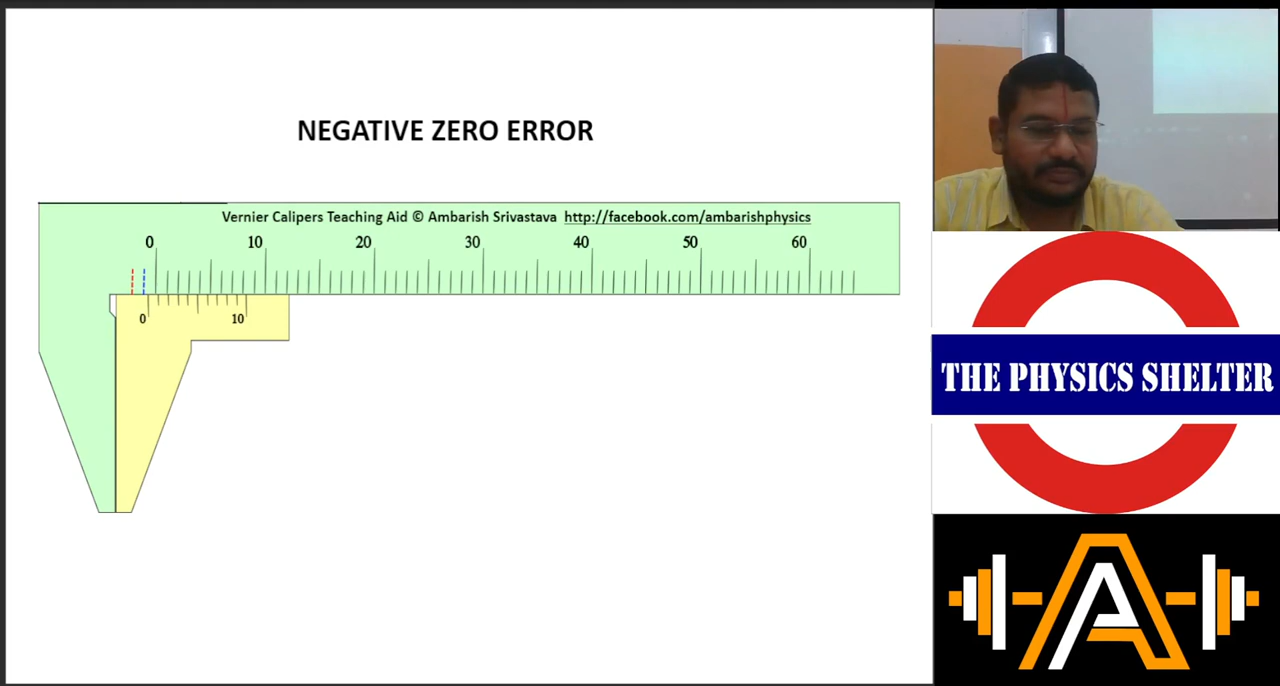 NEGATIVE ZERO ERROR
Vernier Calipers Teaching Aid © Ambarish Srivastava http://facebook.com/ambarishphysics
0 10 20 30 40 50 60
0 10
THE PHYSICS SHELTER
A